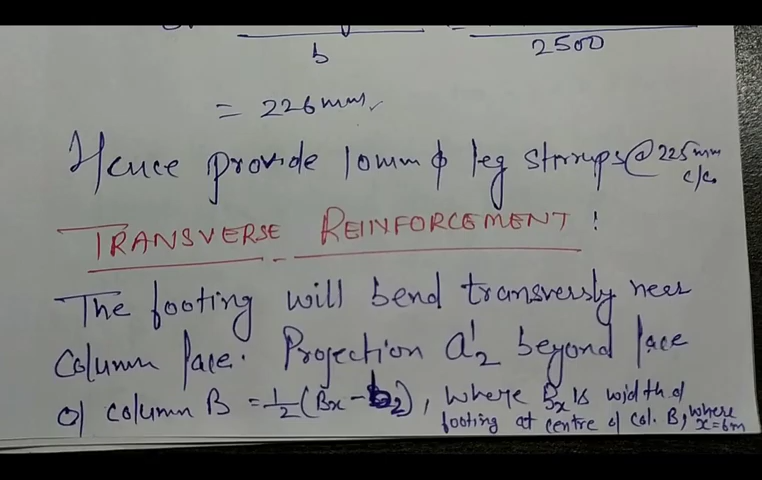 b = 2500
= 226mm
Hence provide 10mm ϕ leg stirrups @ 225mm c/c.
TRANSVERSE REINFORCEMENT :
The footing will bend transversly near
column face. Projection a'2 beyond face
of column B = 1/2 (Bx - b2), where Bx is width of
footing at centre of Col. B, where x = 6m